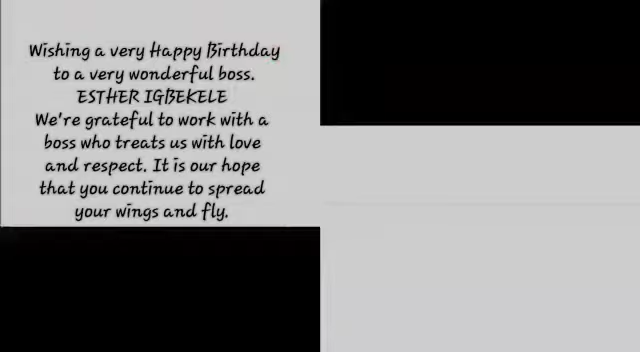 Wishing a very Happy Birthday
to a very wonderful boss.
ESTHER IGBEKELE
We're grateful to work with a
boss who treats us with love
and respect. It is our hope
that you continue to spread
your wings and fly.